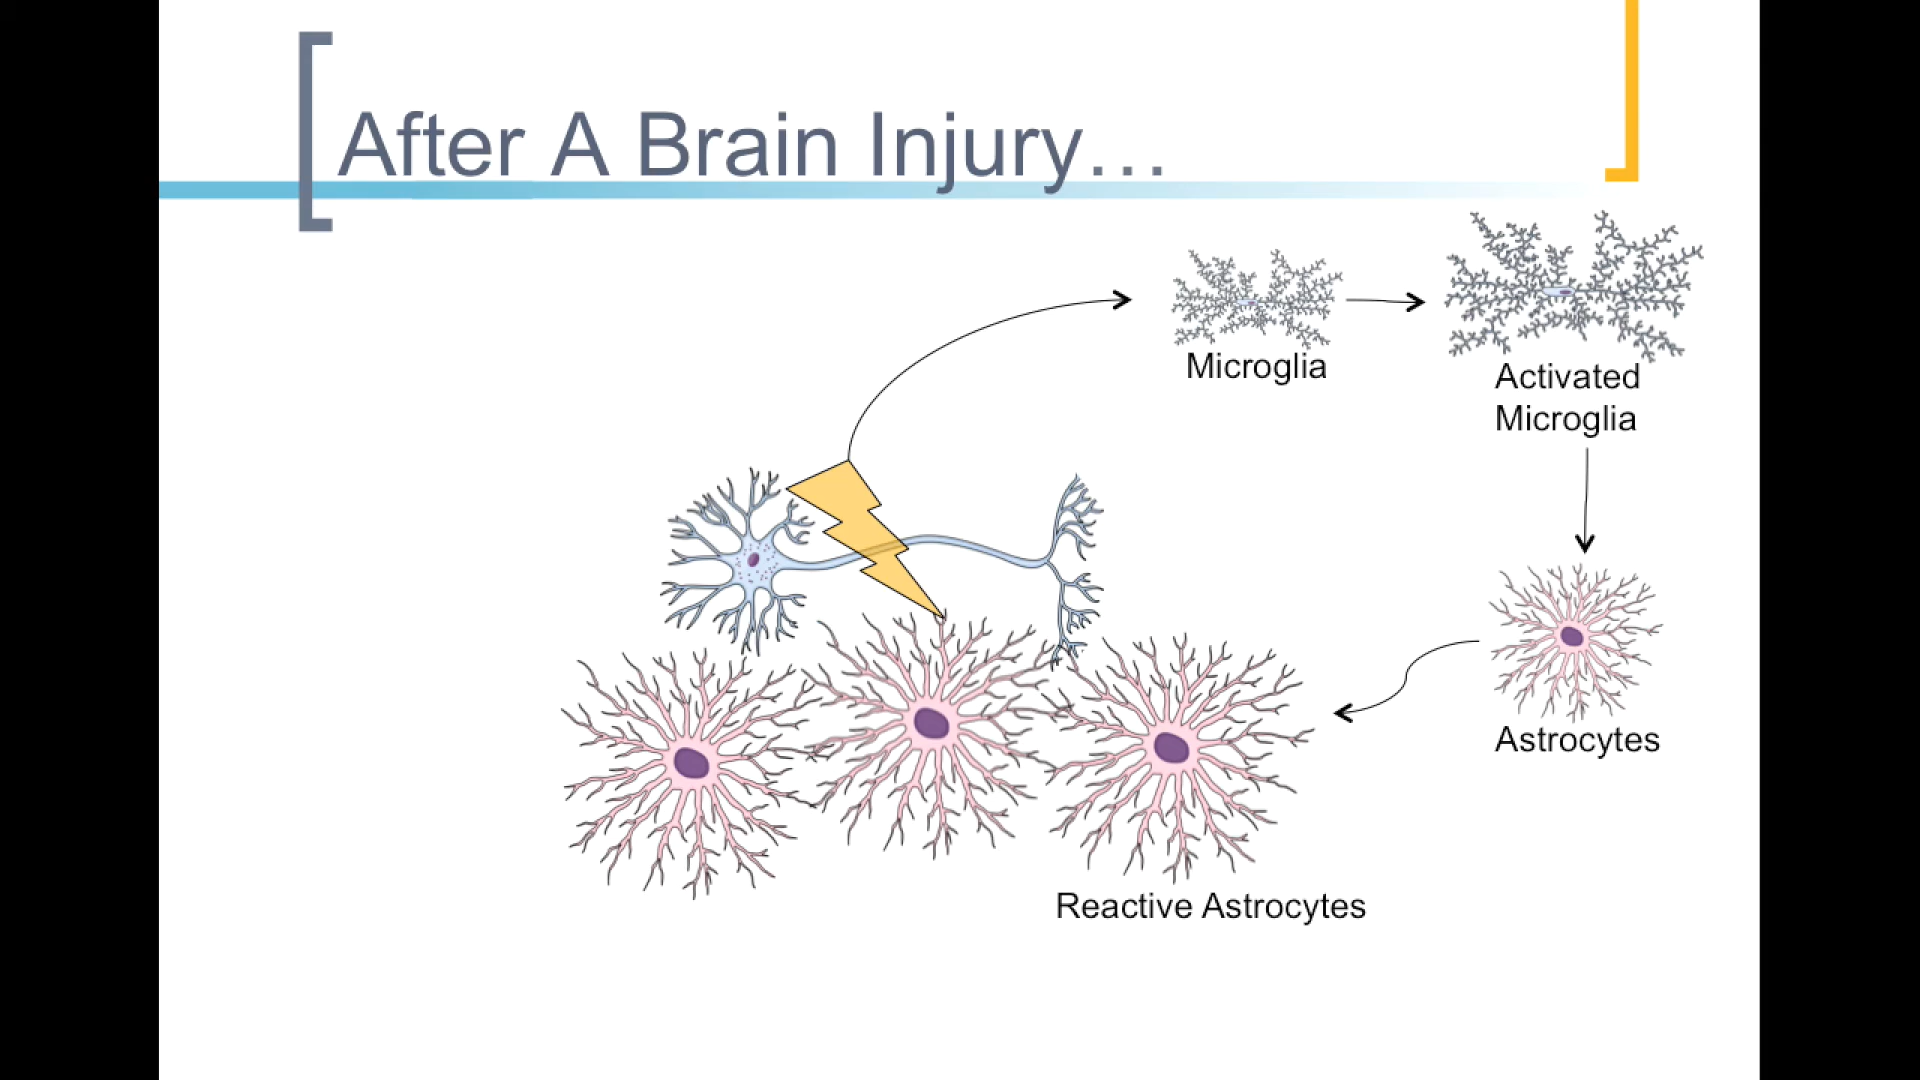 After A Brain Injury…
Microglia
Activated
Microglia
Astrocytes
Reactive Astrocytes